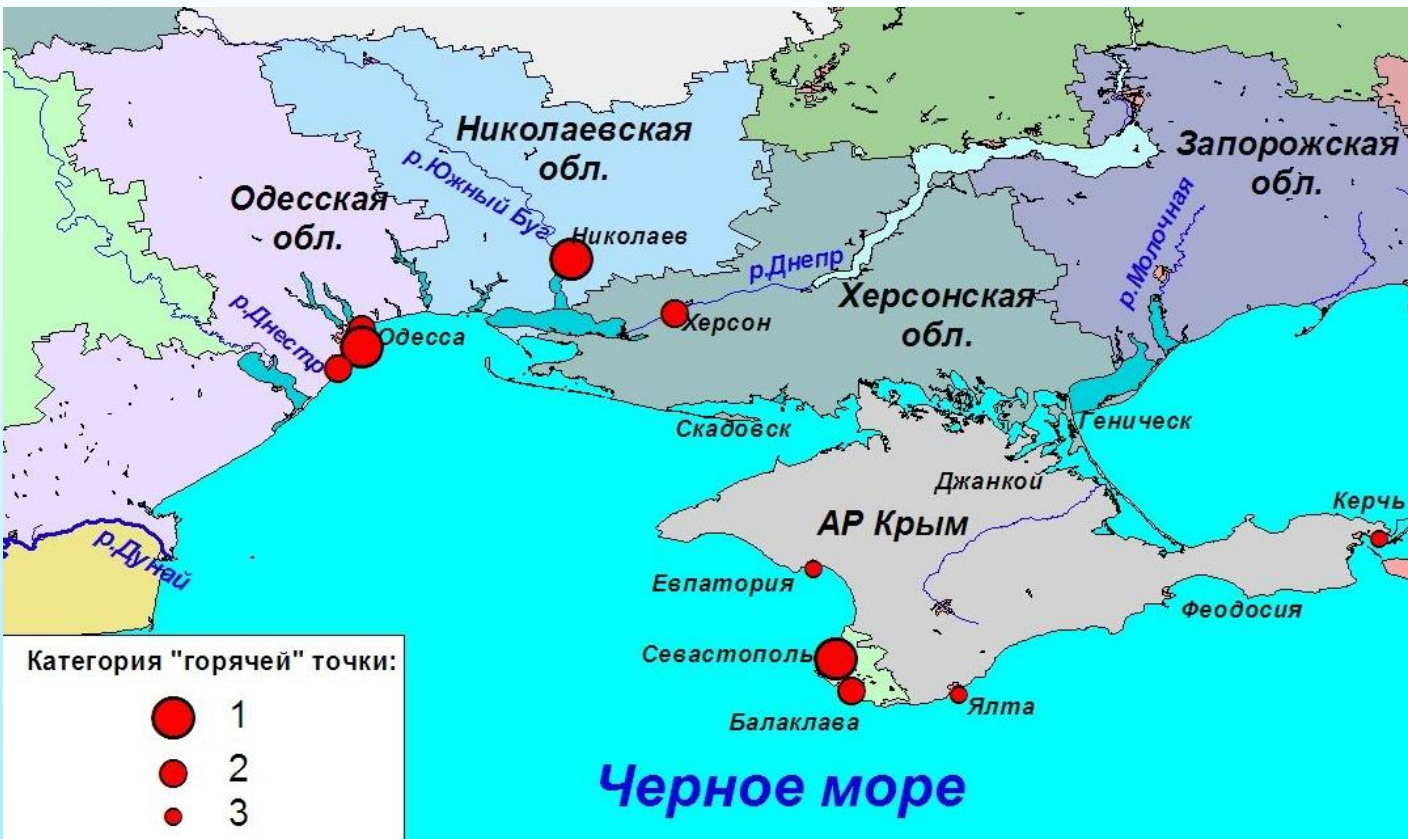 Николаевская
обл.
Запорожская
обл.
р.Южный Буг
Одесская
обл.
р.Молочная
Николаев
р.Днепр
Херсонская
обл.
р.Днестр
Херсон
Одесса
Скадовск
Геническ
Джанкой
Керчь
АР Крым
р.Дунай
Евпатория
Феодосия
Севастополь
Категория "горячей" точки:
1
2
3
Ялта
Балаклава
Черное море